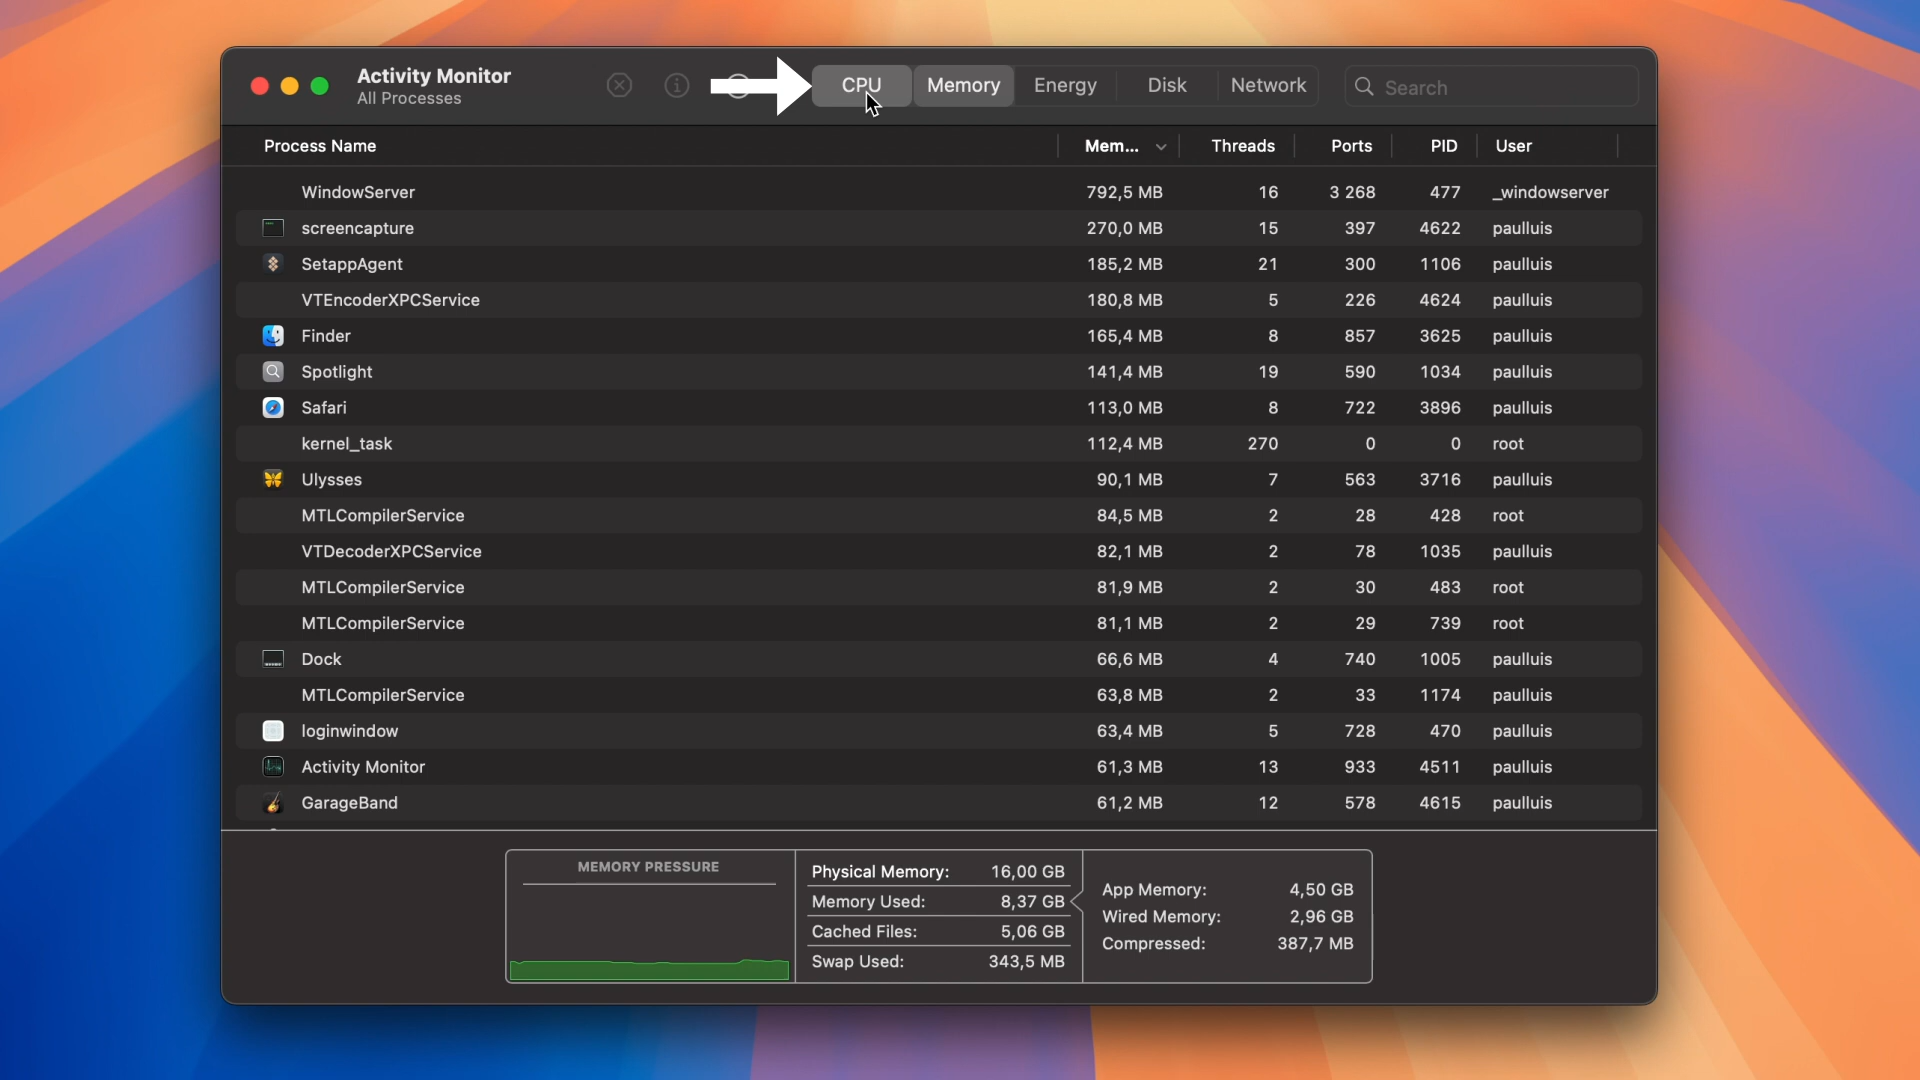 Activity Monitor
All Processes
CPU Memory Energy Disk Network Search
Process Name Mem... Threads Ports PID User
WindowServer 792,5 MB 16 3 268 477 _windowserver
screencapture 270,0 MB 15 397 4622 paulluis
SetappAgent 185,2 MB 21 300 1106 paulluis
VTEncoderXPCService 180,8 MB 5 226 4624 paulluis
Finder 165,4 MB 8 857 3625 paulluis
Spotlight 141,4 MB 19 590 1034 paulluis
Safari 113,0 MB 8 722 3896 paulluis
kernel_task 112,4 MB 270 0 0 root
Ulysses 90,1 MB 7 563 3716 paulluis
MTLCompilerService 84,5 MB 2 28 428 root
VTDecoderXPCService 82,1 MB 2 78 1035 paulluis
MTLCompilerService 81,9 MB 2 30 483 root
MTLCompilerService 81,1 MB 2 29 739 root
Dock 66,6 MB 4 740 1005 paulluis
MTLCompilerService 63,8 MB 2 33 1174 paulluis
loginwindow 63,4 MB 5 728 470 paulluis
Activity Monitor 61,3 MB 13 933 4511 paulluis
GarageBand 61,2 MB 12 578 4615 paulluis
MEMORY PRESSURE
Physical Memory: 16,00 GB
Memory Used: 8,37 GB
Cached Files: 5,06 GB
Swap Used: 343,5 MB
App Memory: 4,50 GB
Wired Memory: 2,96 GB
Compressed: 387,7 MB